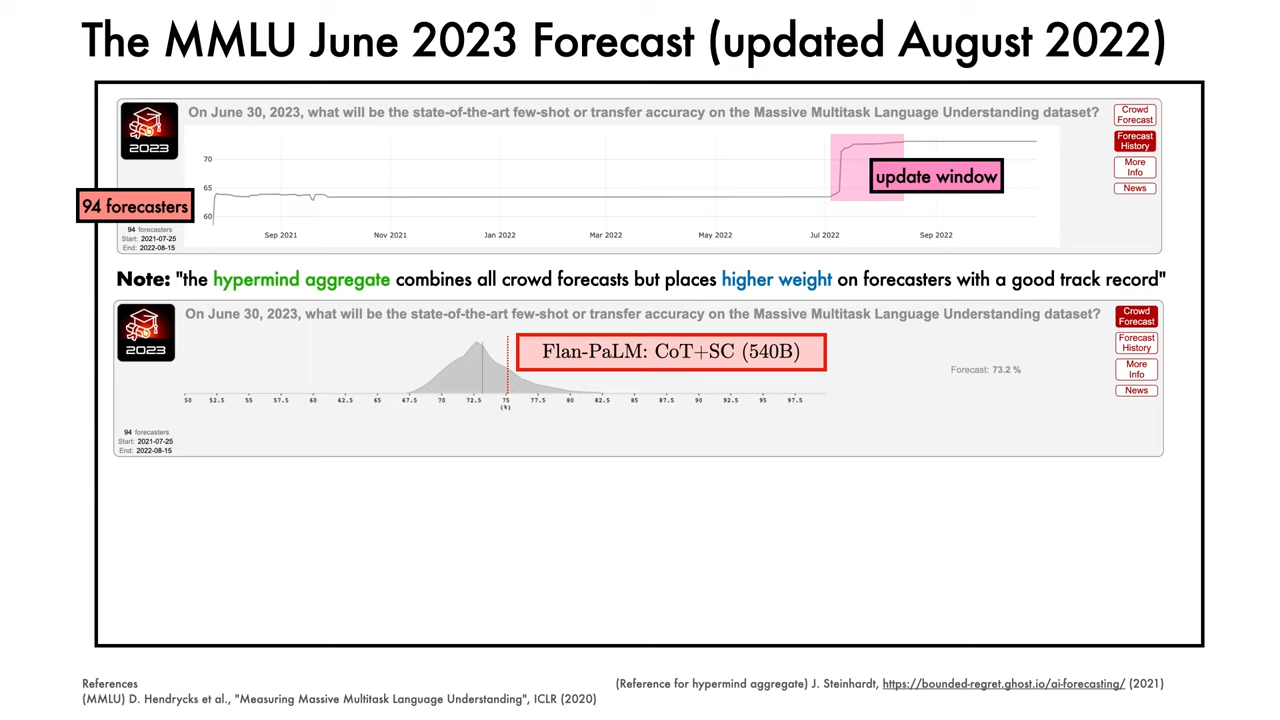 The MMLU June 2023 Forecast (updated August 2022)
On June 30, 2023, what will be the state-of-the-art few-shot or transfer accuracy on the Massive Multitask Language Understanding dataset?
2023
Crowd
Forecast
Forecast
History
More
Info
News
70
65
60
update window
94 forecasters
94 forecasters
Start: 2021-07-25
End: 2022-08-15
Sep 2021
Nov 2021
Jan 2022
Mar 2022
May 2022
Jul 2022
Sep 2022
Note: "the hypermind aggregate combines all crowd forecasts but places higher weight on forecasters with a good track record"
On June 30, 2023, what will be the state-of-the-art few-shot or transfer accuracy on the Massive Multitask Language Understanding dataset?
2023
Crowd
Forecast
Forecast
History
More
Info
News
Flan-PaLM: CoT+SC (540B)
Forecast: 73.2 %
50 52.5 55 57.5 60 62.5 65 67.5 70 72.5 75 77.5 80 82.5 85 87.5 90 92.5 95 97.5
(%)
94 forecasters
Start: 2021-07-25
End: 2022-08-15
References
(MMLU) D. Hendrycks et al., "Measuring Massive Multitask Language Understanding", ICLR (2020)
(Reference for hypermind aggregate) J. Steinhardt, https://bounded-regret.ghost.io/ai-forecasting/ (2021)